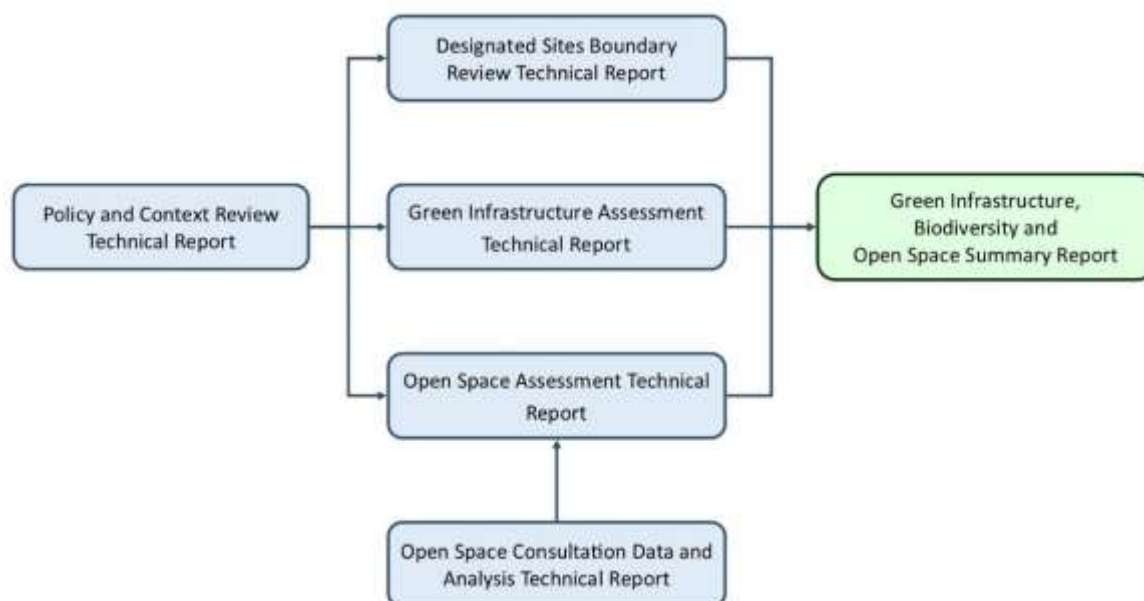 Designated Sites Boundary
Review Technical Report
Policy and Context Review
Technical Report
Green Infrastructure Assessment
Technical Report
Green Infrastructure,
Biodiversity and
Open Space Summary Report
Open Space Assessment Technical
Report
Open Space Consultation Data and
Analysis Technical Report